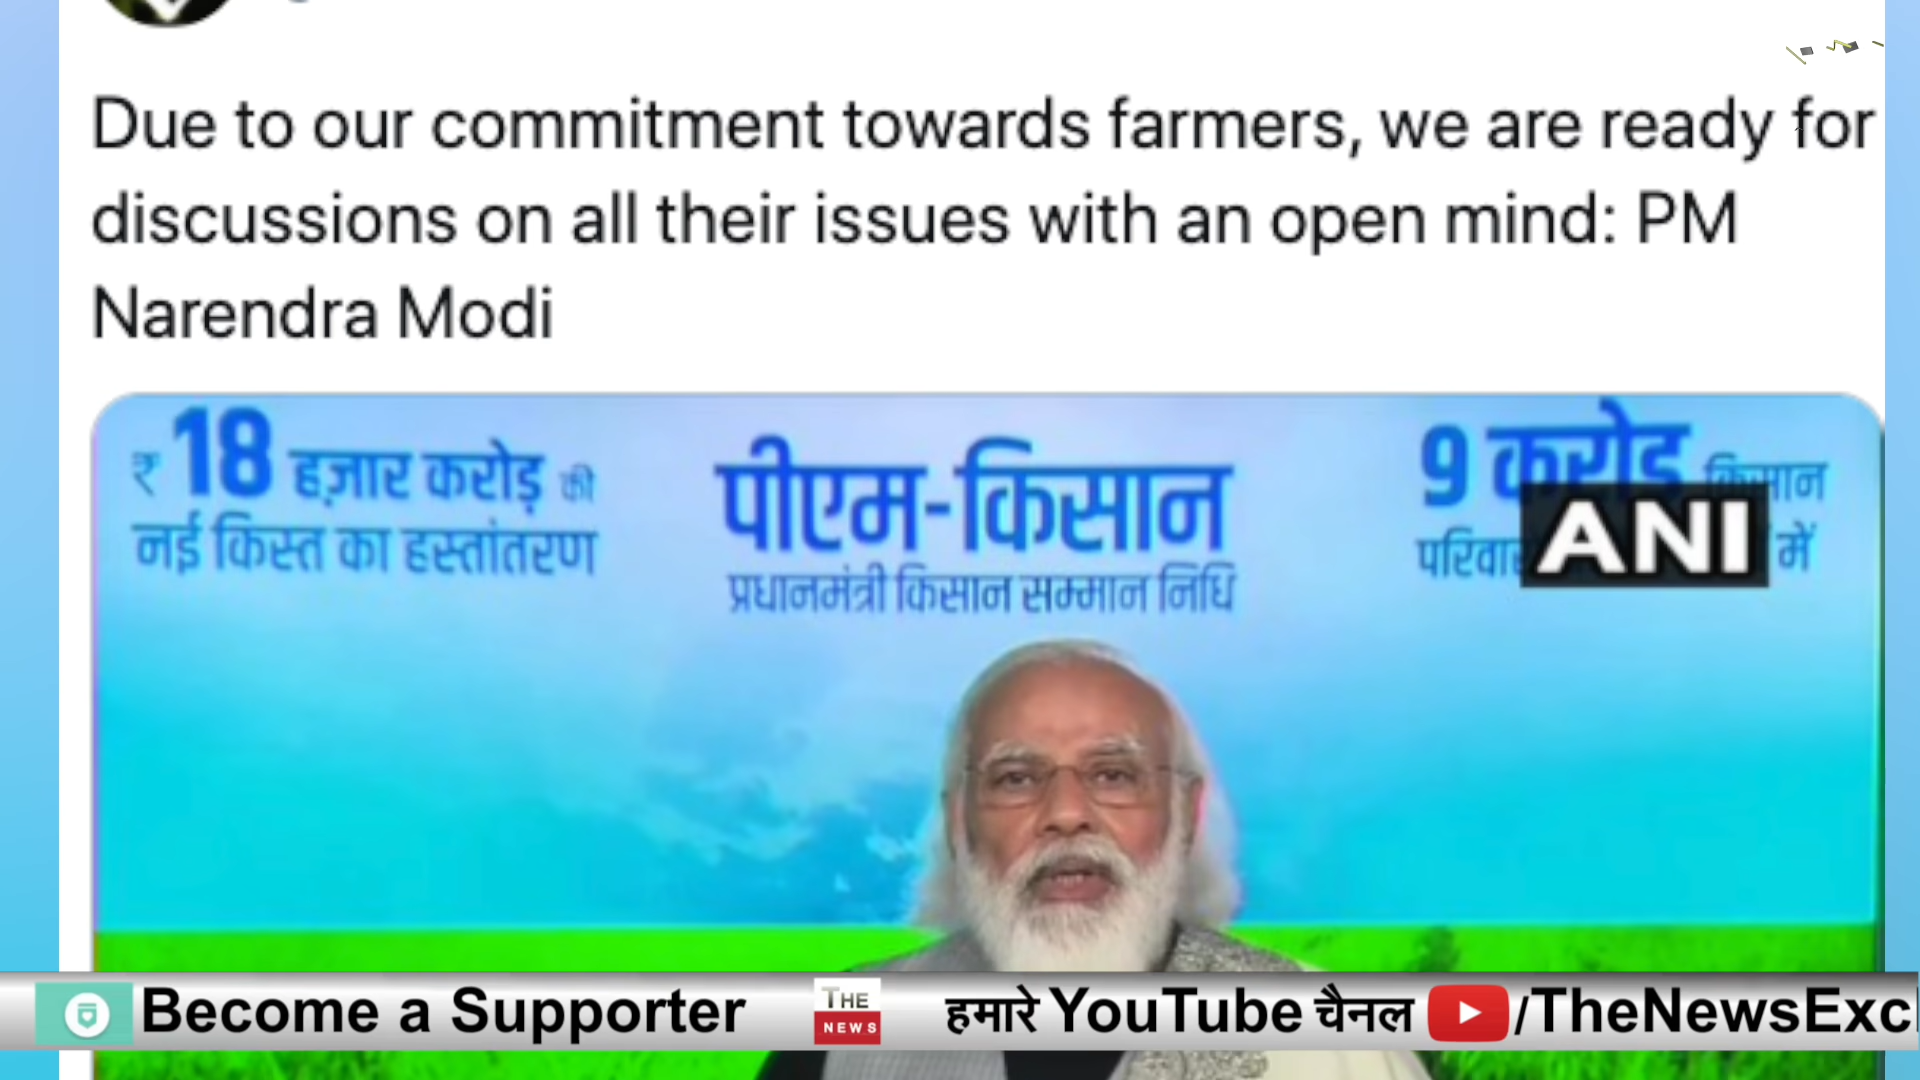 Due to our commitment towards farmers, we are ready for
discussions on all their issues with an open mind: PM
Narendra Modi
₹ 18 हज़ार करोड़ की
नई किस्त का हस्तांतरण
पीएम-किसान
प्रधानमंत्री किसान सम्मान निधि
9 करोड़ किसान
में
ANI
Become a Supporter
THE
NEWS
हमारे YouTube चैनल /TheNewsExc